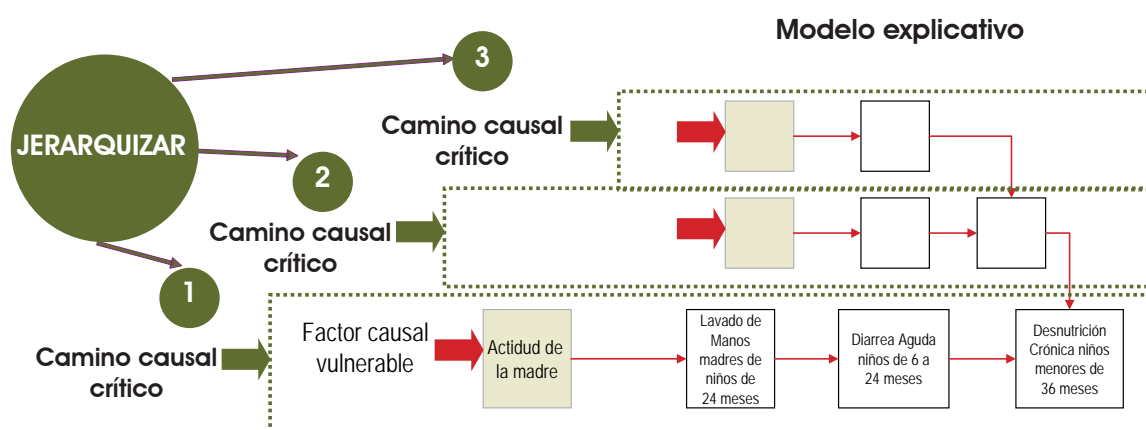 Modelo explicativo
3
JERARQUIZAR
Camino causal
crítico
2
Camino causal
crítico
1
Camino causal
crítico
Factor causal
vulnerable
Actidud de
la madre
Lavado de
Manos
madres de
niños de
24 meses
Diarrea Aguda
niños de 6 a
24 meses
Desnutrición
Crónica niños
menores de
36 meses